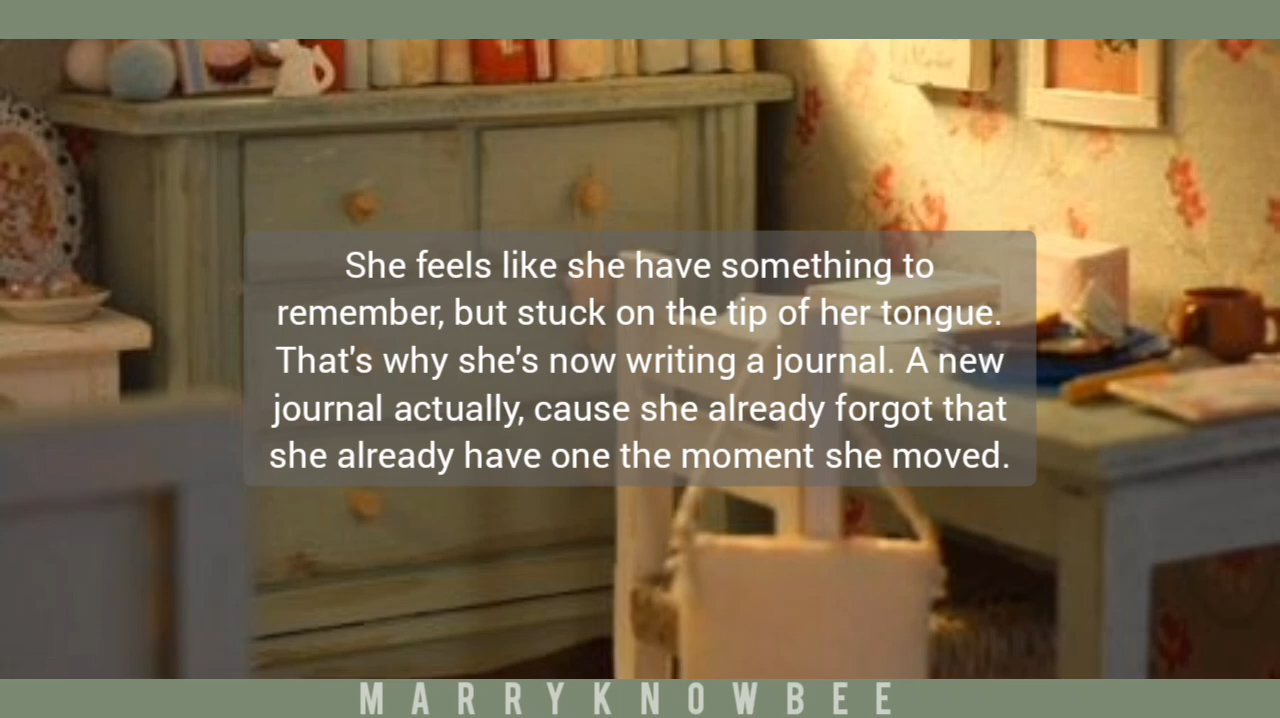 She feels like she have something to
remember, but stuck on the tip of her tongue.
That's why she's now writing a journal. A new
journal actually, cause she already forgot that
she already have one the moment she moved.
MARRYKNOWBEE